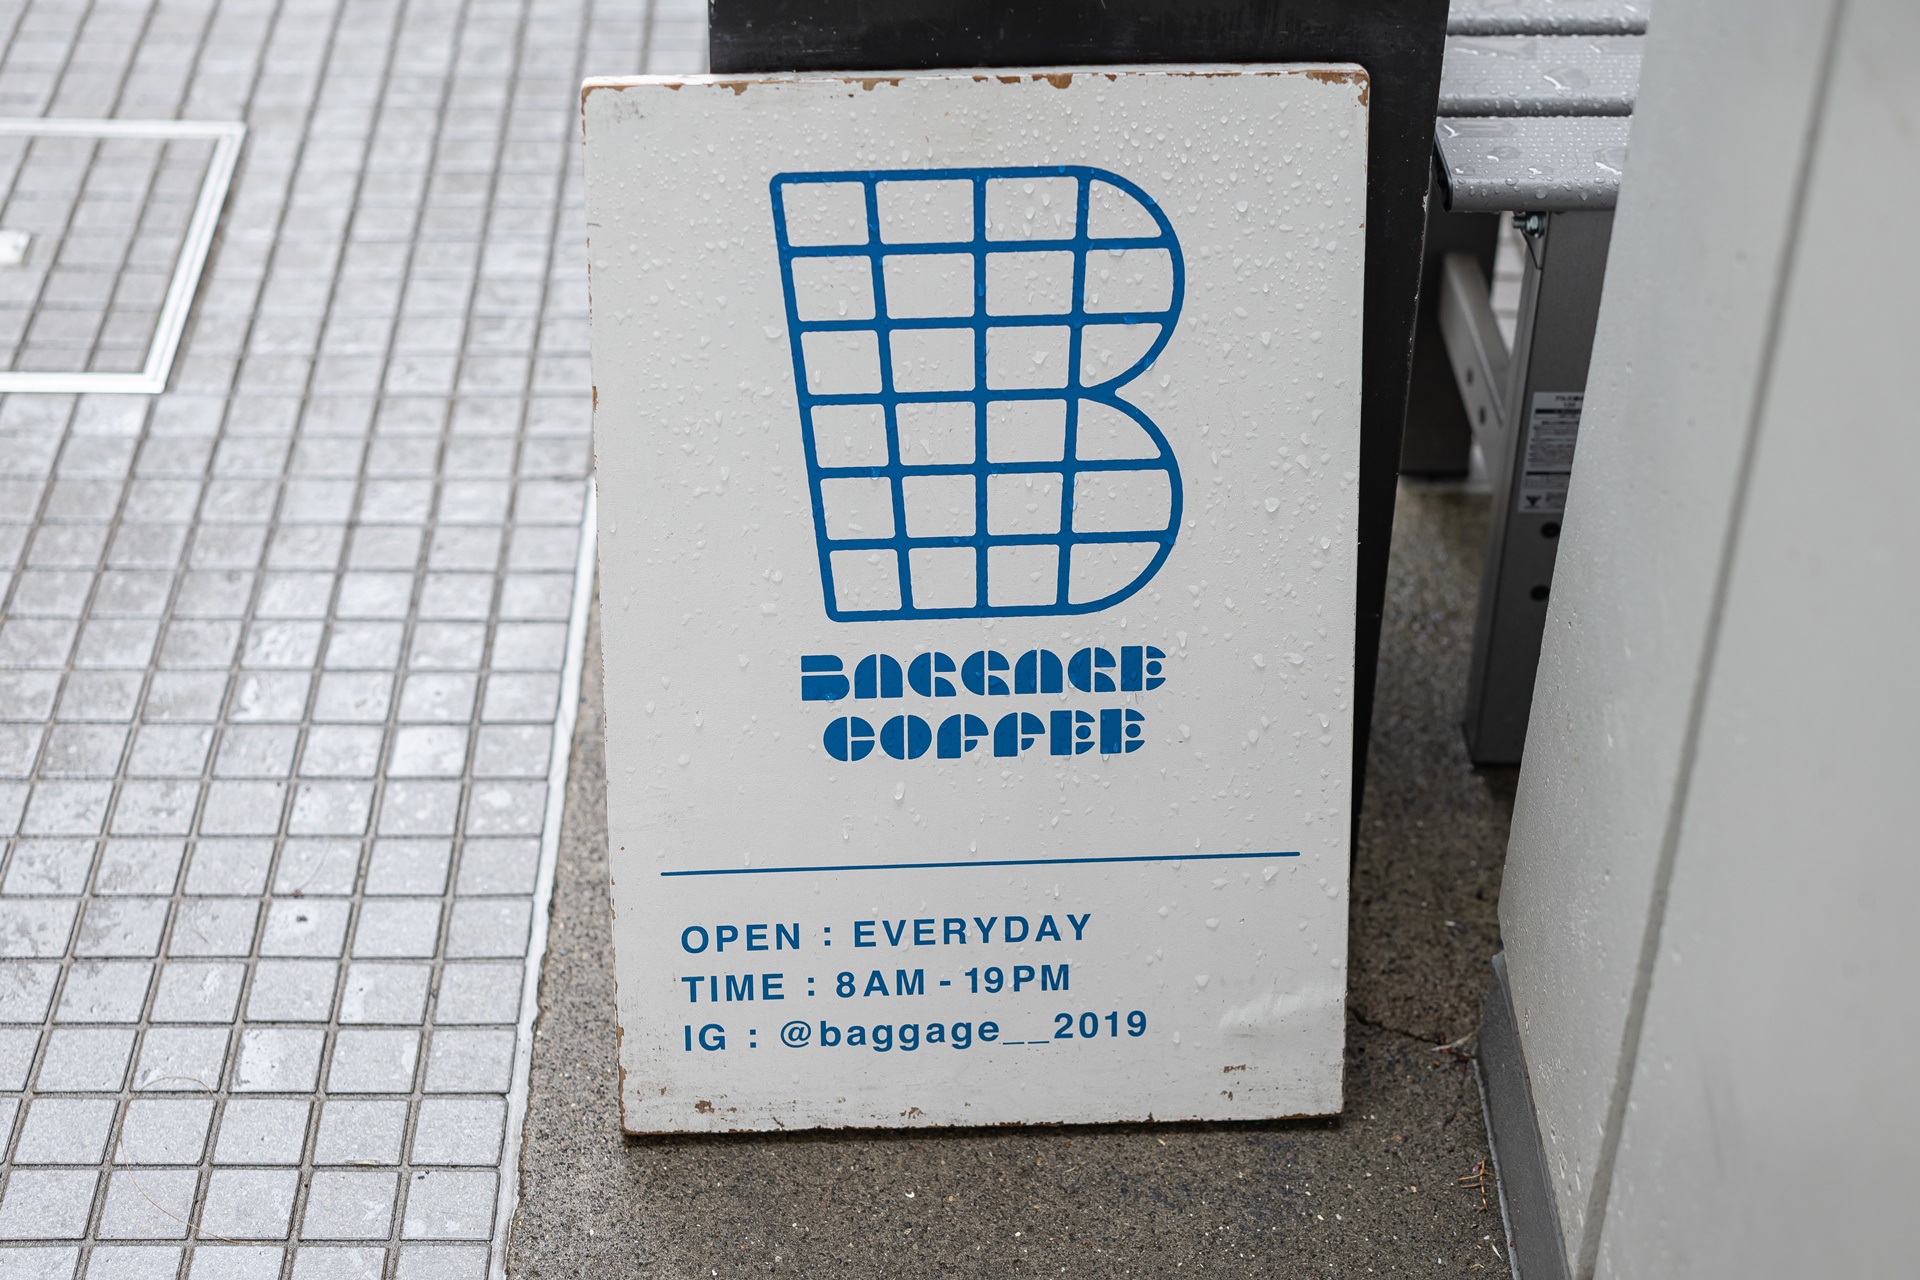 B
BAGGAGE
COFFEE
OPEN : EVERYDAY
TIME : 8AM - 19PM
IG : @baggage__2019